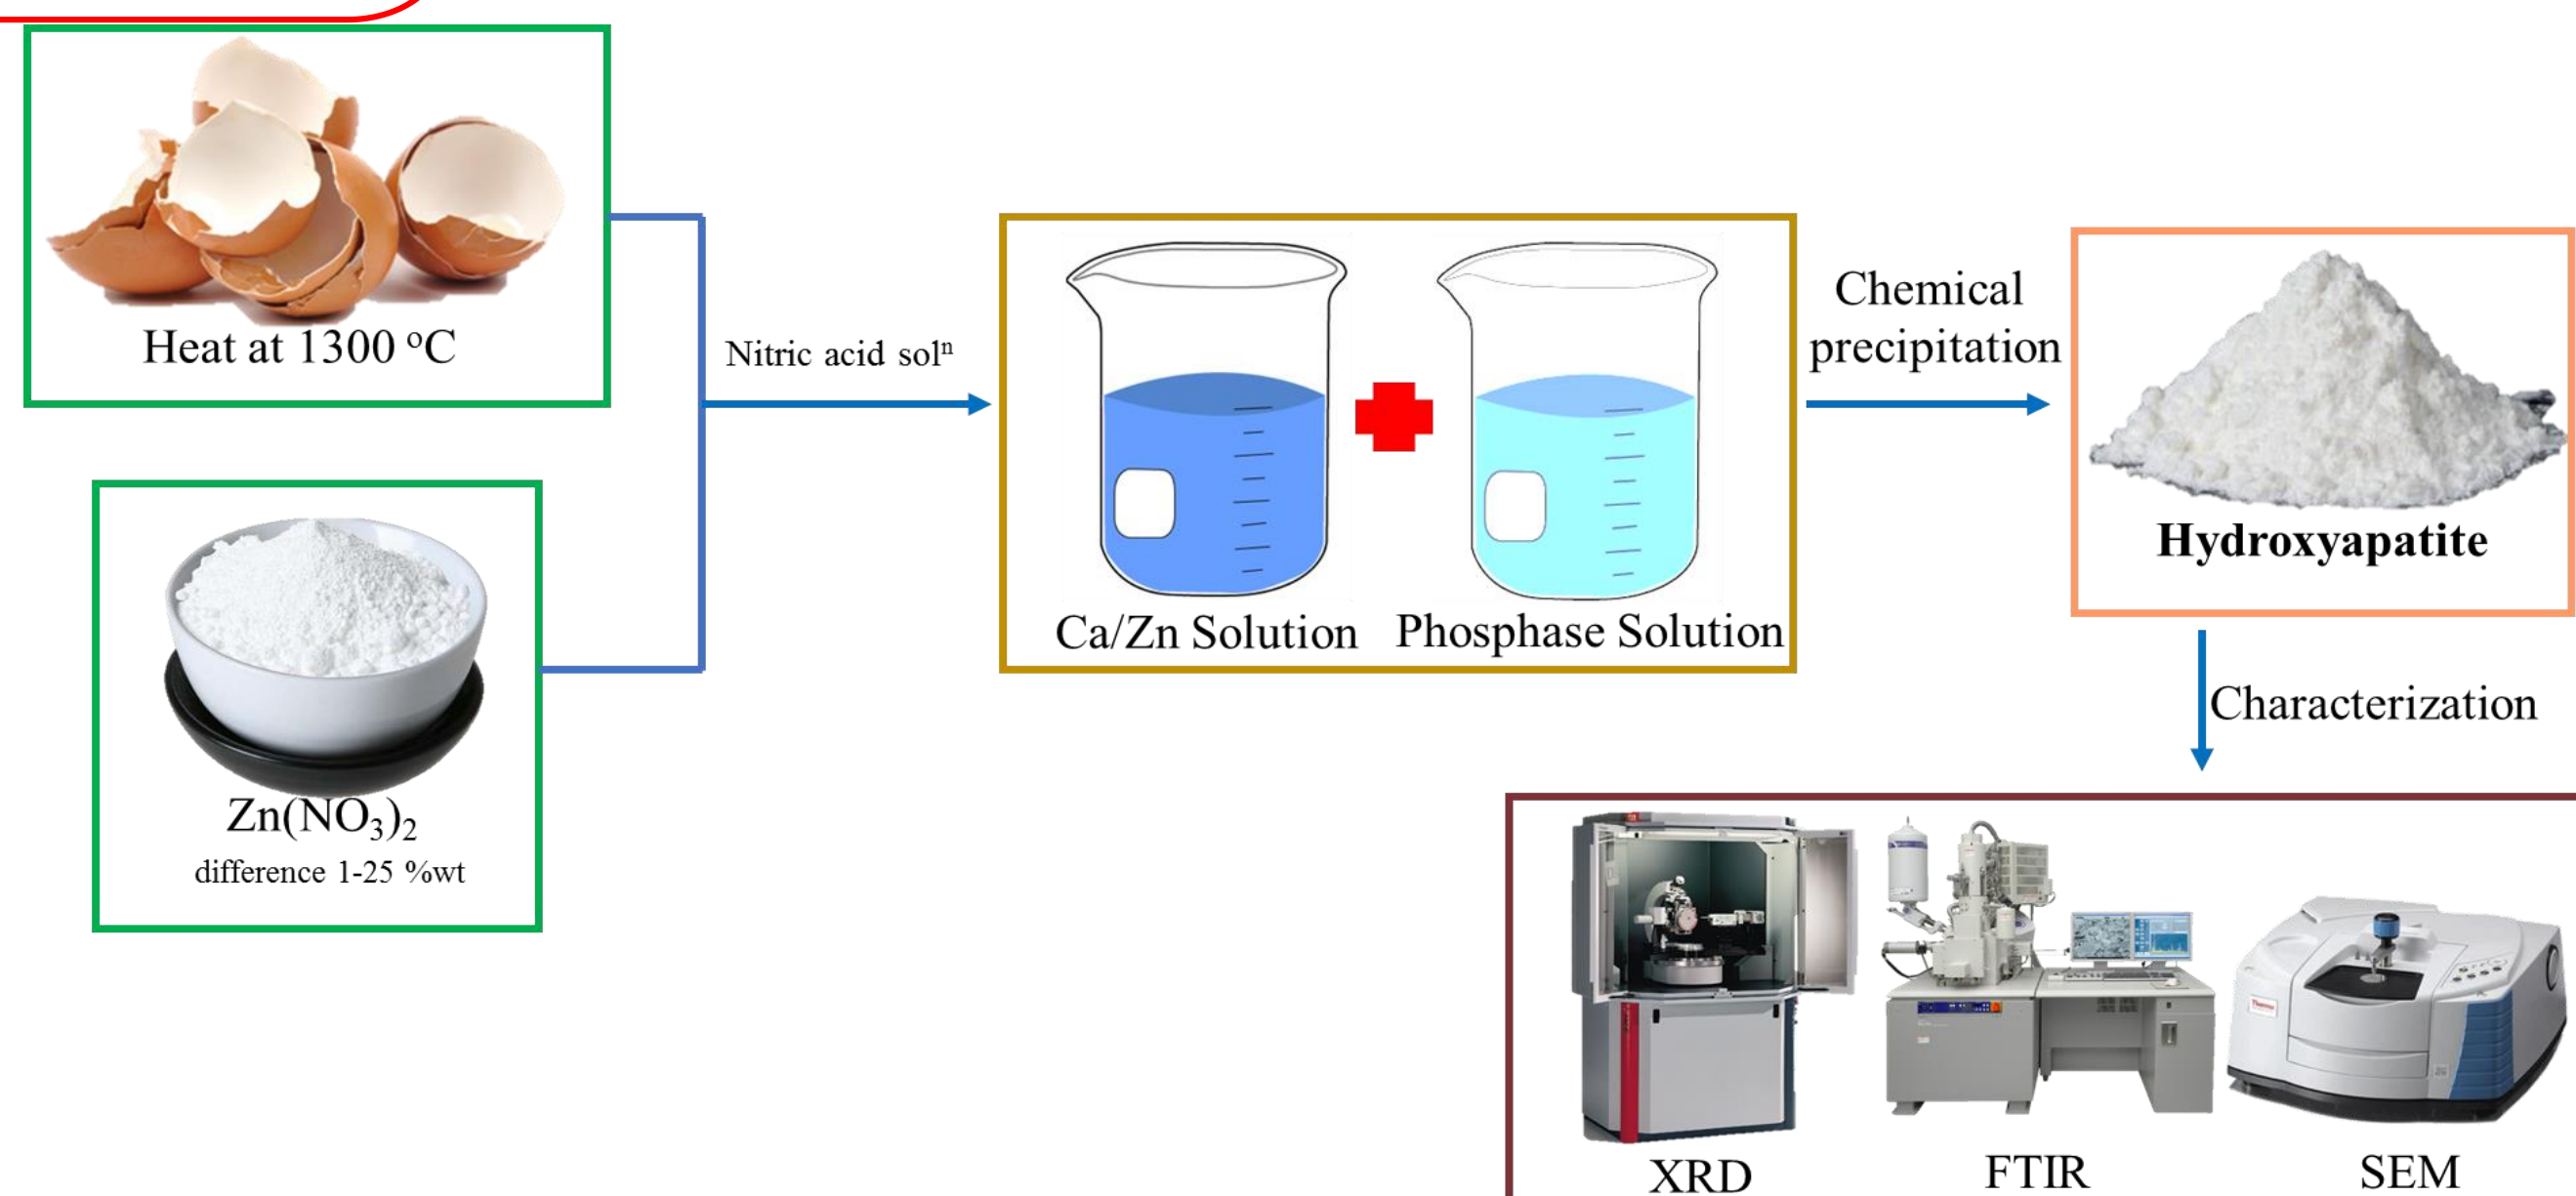 Heat at 1300 °C
Zn(NO₃)₂
difference 1-25 %wt
Nitric acid solⁿ
Ca/Zn Solution
Phosphase Solution
Chemical
precipitation
Hydroxyapatite
Characterization
XRD
FTIR
SEM